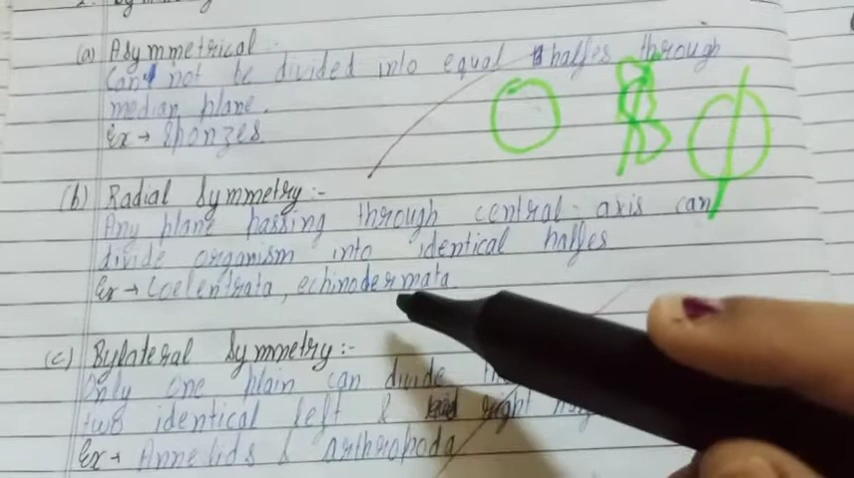 (a) Asymmetrical
Can not be divided into equal halfes through
median plane.
Ex → Sponzes
(b) Radial Symmetry:-
Any plane passing through central axis can
divide organism into identical halfes
Ex → Coelentrata, echinodermata
(c) Bylateral Symmetry:-
Only one plain can divide
two identical left & right
Ex → Annelids & arthropoda